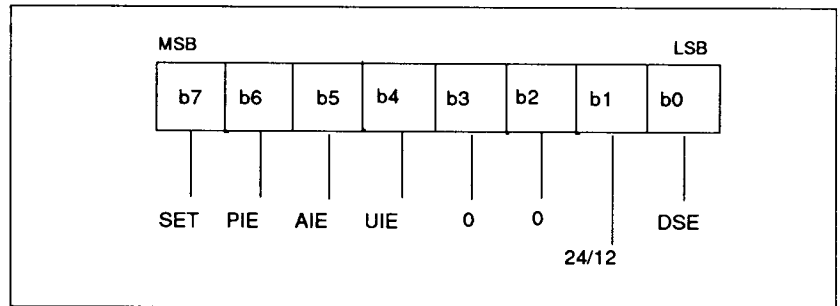 MSB LSB
b7 b6 b5 b4 b3 b2 b1 b0
SET PIE AIE UIE 0 0 DSE
24/12